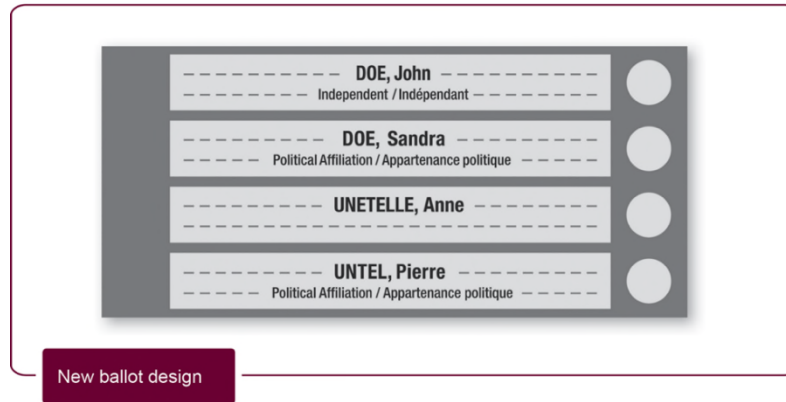 DOE, John
Independent / Indépendant
DOE, Sandra
Political Affiliation / Appartenance politique
UNETELLE, Anne
UNTEL, Pierre
Political Affiliation / Appartenance politique
New ballot design